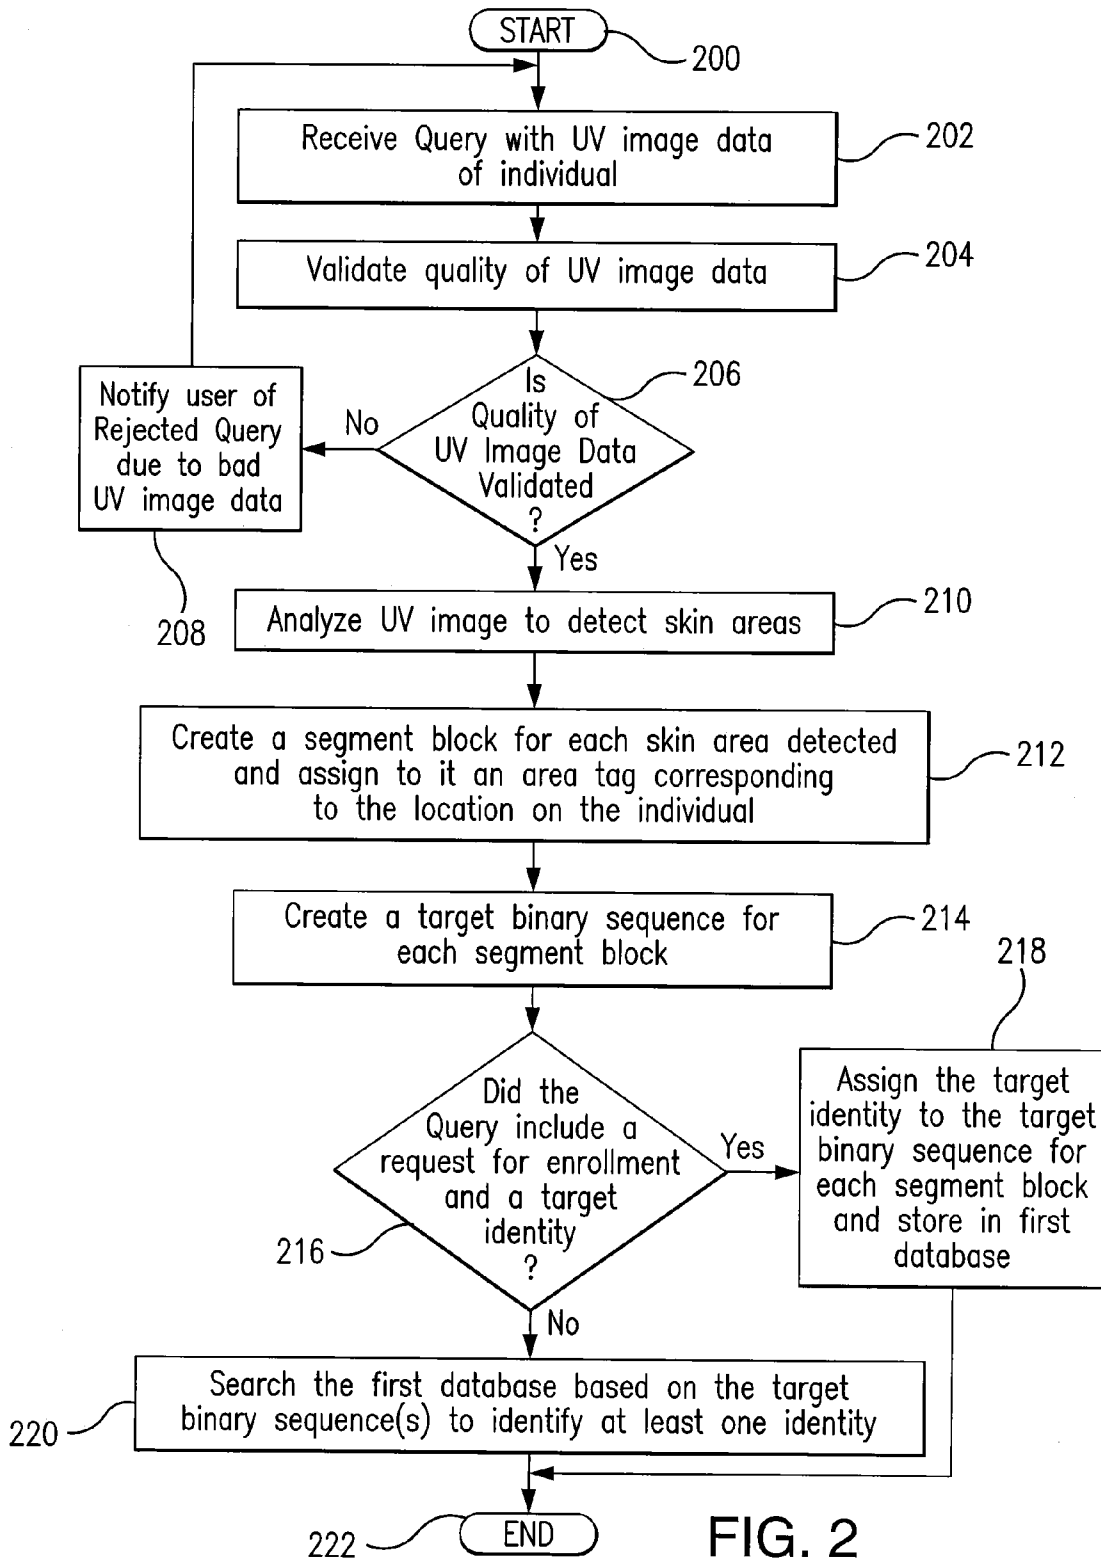 START
200
Receive Query with UV image data
of individual
202
Validate quality of UV image data
204
Is
Quality of
UV Image Data
Validated
?
206
No
Notify user of
Rejected Query
due to bad
UV image data
208
Yes
Analyze UV image to detect skin areas
210
Create a segment block for each skin area detected
and assign to it an area tag corresponding
to the location on the individual
212
Create a target binary sequence for
each segment block
214
Did the
Query include a
request for enrollment
and a target
identity
?
216
Yes
218
Assign the target
identity to the target
binary sequence for
each segment block
and store in first
database
No
Search the first database based on the target
binary sequence(s) to identify at least one identity
220
END
222
FIG. 2